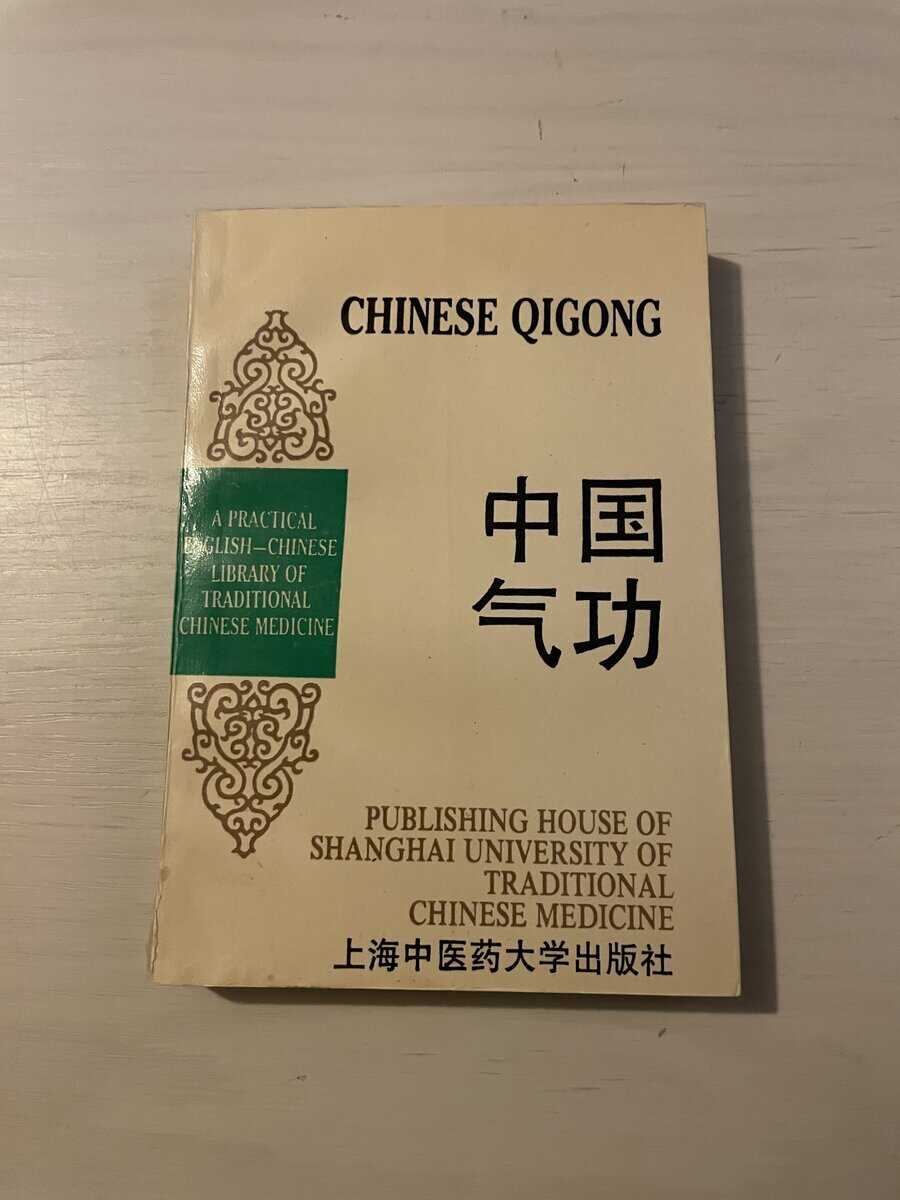 CHINESE QIGONG
中国
气功
A PRACTICAL
ENGLISH—CHINESE
LIBRARY OF
TRADITIONAL
CHINESE MEDICINE
PUBLISHING HOUSE OF
SHANGHAI UNIVERSITY OF
TRADITIONAL
CHINESE MEDICINE
上海中医药大学出版社